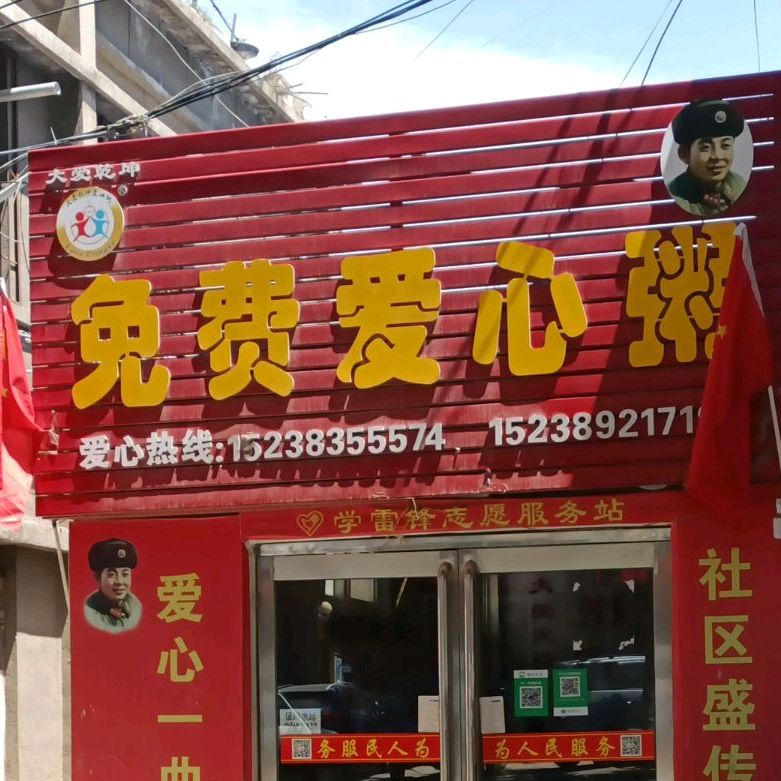 大爱乾坤
免费爱心粥
爱心热线:15238355574、1523892171
学雷锋志愿服务站
爱心一曲
社区盛传
务服民人为
为人民服务